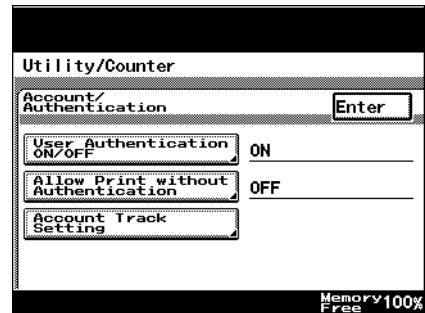 Utility/Counter
Account/
Authentication
Enter
User Authentication
ON/OFF
ON
Allow Print without
Authentication
OFF
Account Track
Setting
Memory
Free
100%